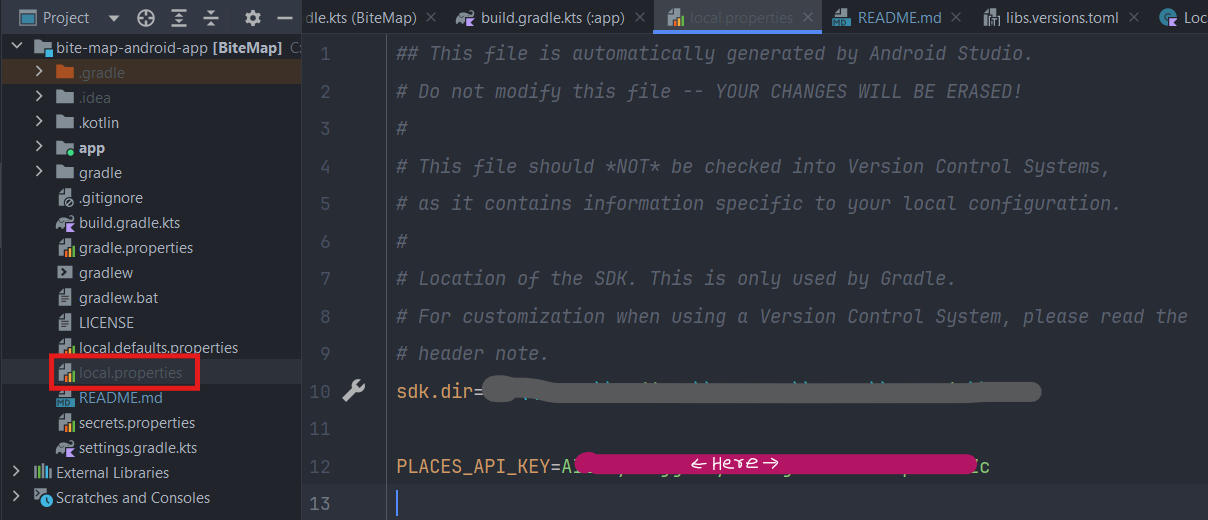 Project
dle.kts (BiteMap)
build.gradle.kts (:app)
local.properties
README.md
libs.versions.toml
Loc
bite-map-android-app [BiteMap]
.gradle
.idea
.kotlin
app
gradle
.gitignore
build.gradle.kts
gradle.properties
gradlew
gradlew.bat
LICENSE
local.defaults.properties
local.properties
README.md
secrets.properties
settings.gradle.kts
External Libraries
Scratches and Consoles
1 ## This file is automatically generated by Android Studio.
2 # Do not modify this file -- YOUR CHANGES WILL BE ERASED!
3 #
4 # This file should *NOT* be checked into Version Control Systems,
5 # as it contains information specific to your local configuration.
6 #
7 # Location of the SDK. This is only used by Gradle.
8 # For customization when using a Version Control System, please read the
9 # header note.
10 sdk.dir=
11
12 PLACES_API_KEY= ← Here →
13